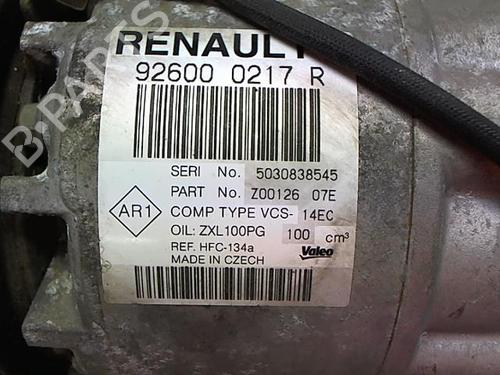 RENAULT
92600 0217 R
SERI No. 5030838545
PART No. Z00126 07E
AR1
COMP TYPE VCS- 14EC
OIL: ZXL100PG 100 cm³
REF. HFC-134a
MADE IN CZECH
Valeo
B-PARTS